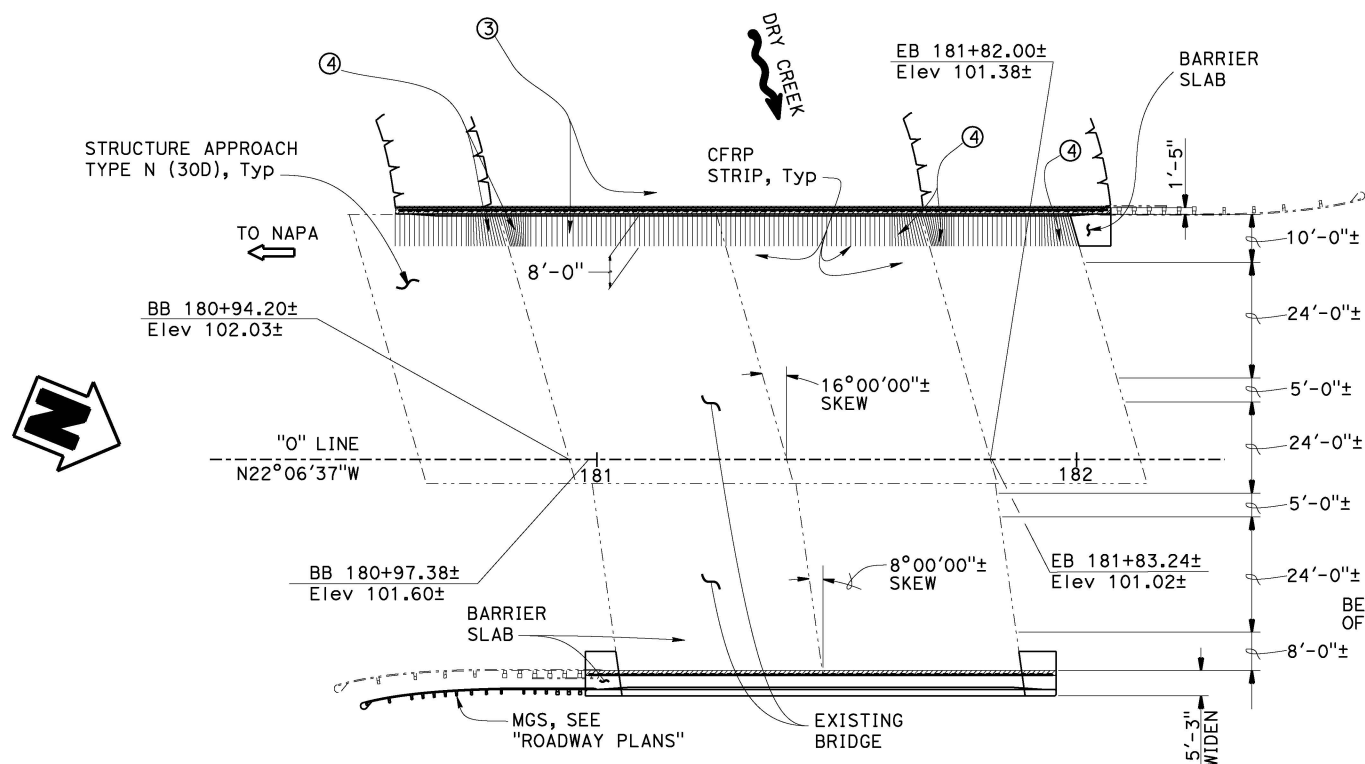 ③
④
DRY CREEK
EB 181+82.00±
Elev 101.38±
BARRIER
SLAB
STRUCTURE APPROACH
TYPE N (30D), Typ
CFRP
STRIP, Typ
④
④
1'-5"
TO NAPA
8'-0"
10'-0"±
BB 180+94.20±
Elev 102.03±
24'-0"±
16°00'00"±
SKEW
5'-0"±
N
"O" LINE
N22°06'37"W
181
182
24'-0"±
5'-0"±
BB 180+97.38±
Elev 101.60±
8°00'00"±
SKEW
EB 181+83.24±
Elev 101.02±
24'-0"±
BE
OF
BARRIER
SLAB
8'-0"±
MGS, SEE
"ROADWAY PLANS"
EXISTING
BRIDGE
5'-3"
WIDEN